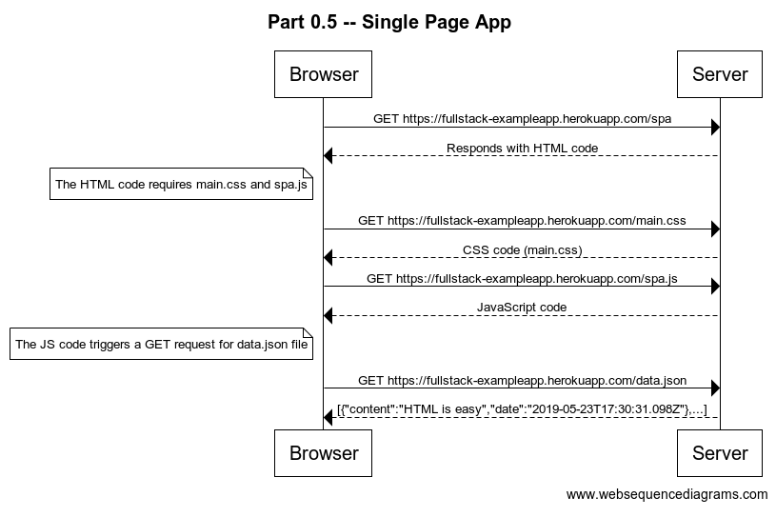 Part 0.5 -- Single Page App
Browser
Server
GET https://fullstack-exampleapp.herokuapp.com/spa
Responds with HTML code
The HTML code requires main.css and spa.js
GET https://fullstack-exampleapp.herokuapp.com/main.css
CSS code (main.css)
GET https://fullstack-exampleapp.herokuapp.com/spa.js
JavaScript code
The JS code triggers a GET request for data.json file
GET https://fullstack-exampleapp.herokuapp.com/data.json
[{"content":"HTML is easy","date":"2019-05-23T17:30:31.098Z"},...]
Browser
Server
www.websequencediagrams.com